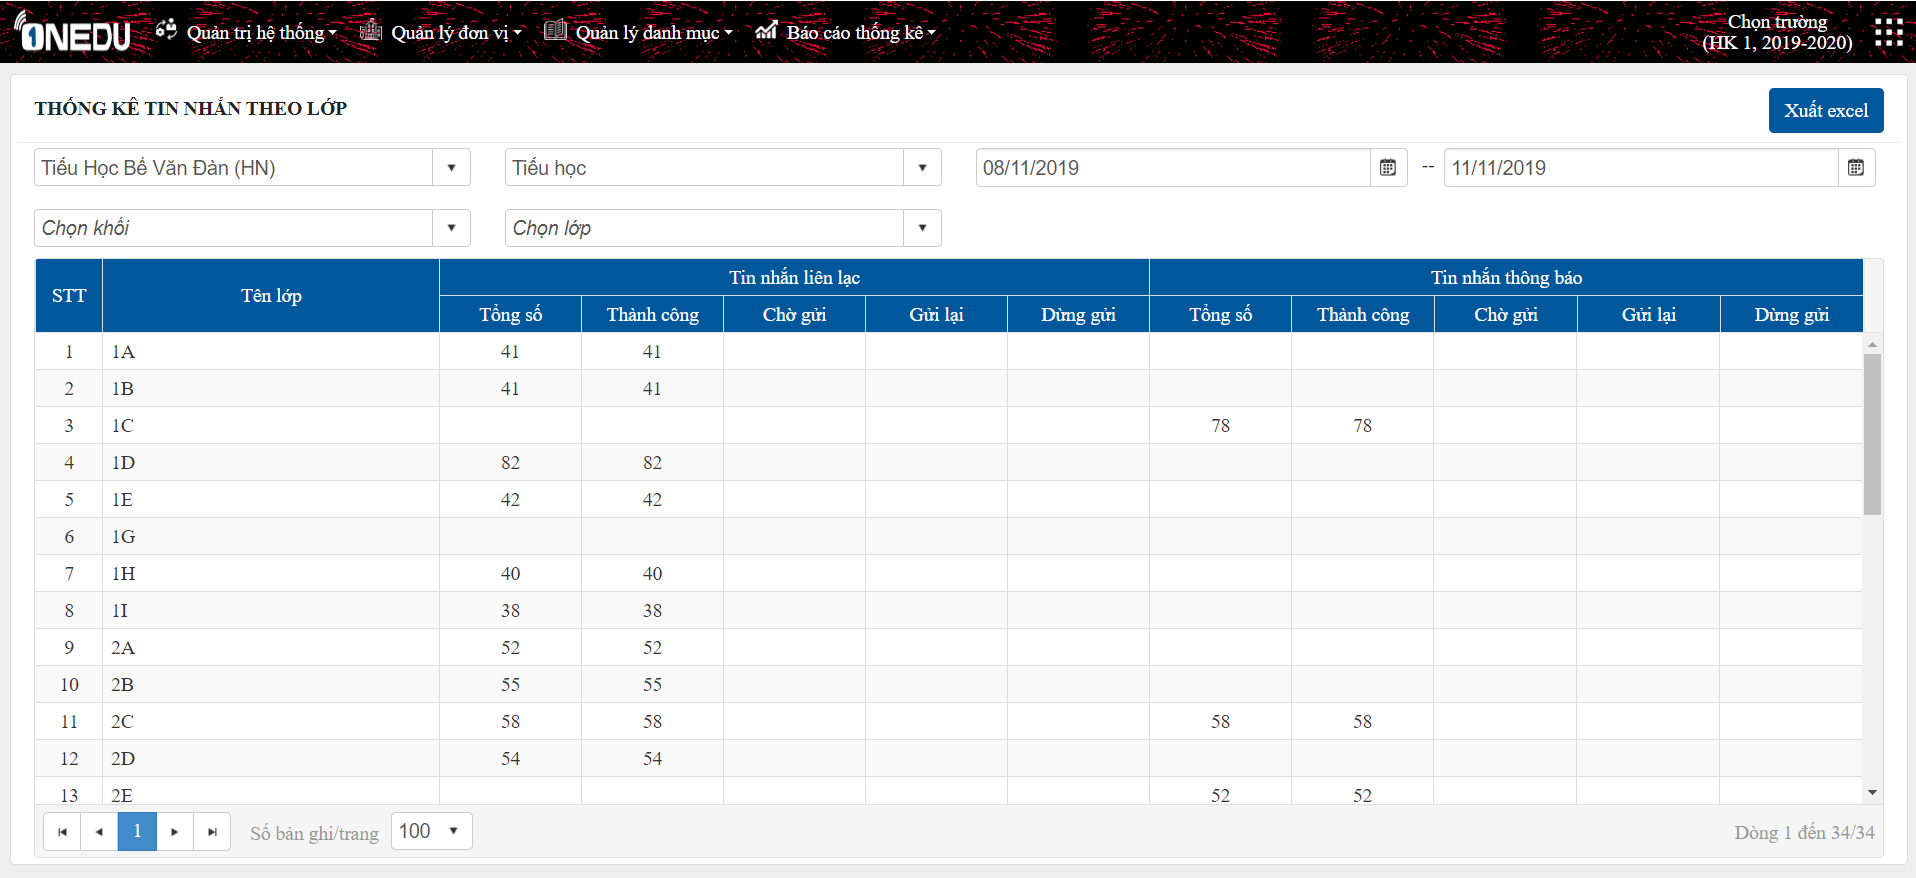 ONEDU Quản trị hệ thống Quản lý đơn vị Quản lý danh mục Báo cáo thống kê Chọn trường
(HK 1, 2019-2020)
THỐNG KÊ TIN NHẮN THEO LỚP Xuất excel
Tiểu Học Bế Văn Đàn (HN) Tiểu học 08/11/2019 -- 11/11/2019
Chọn khối Chọn lớp
STT Tên lớp Tin nhắn liên lạc Tin nhắn thông báo
Tổng số Thành công Chờ gửi Gửi lại Dừng gửi Tổng số Thành công Chờ gửi Gửi lại Dừng gửi
1 1A 41 41
2 1B 41 41
3 1C 78 78
4 1D 82 82
5 1E 42 42
6 1G
7 1H 40 40
8 1I 38 38
9 2A 52 52
10 2B 55 55
11 2C 58 58 58 58
12 2D 54 54
13 2E 52 52
1 Số bản ghi/trang 100 Dòng 1 đến 34/34